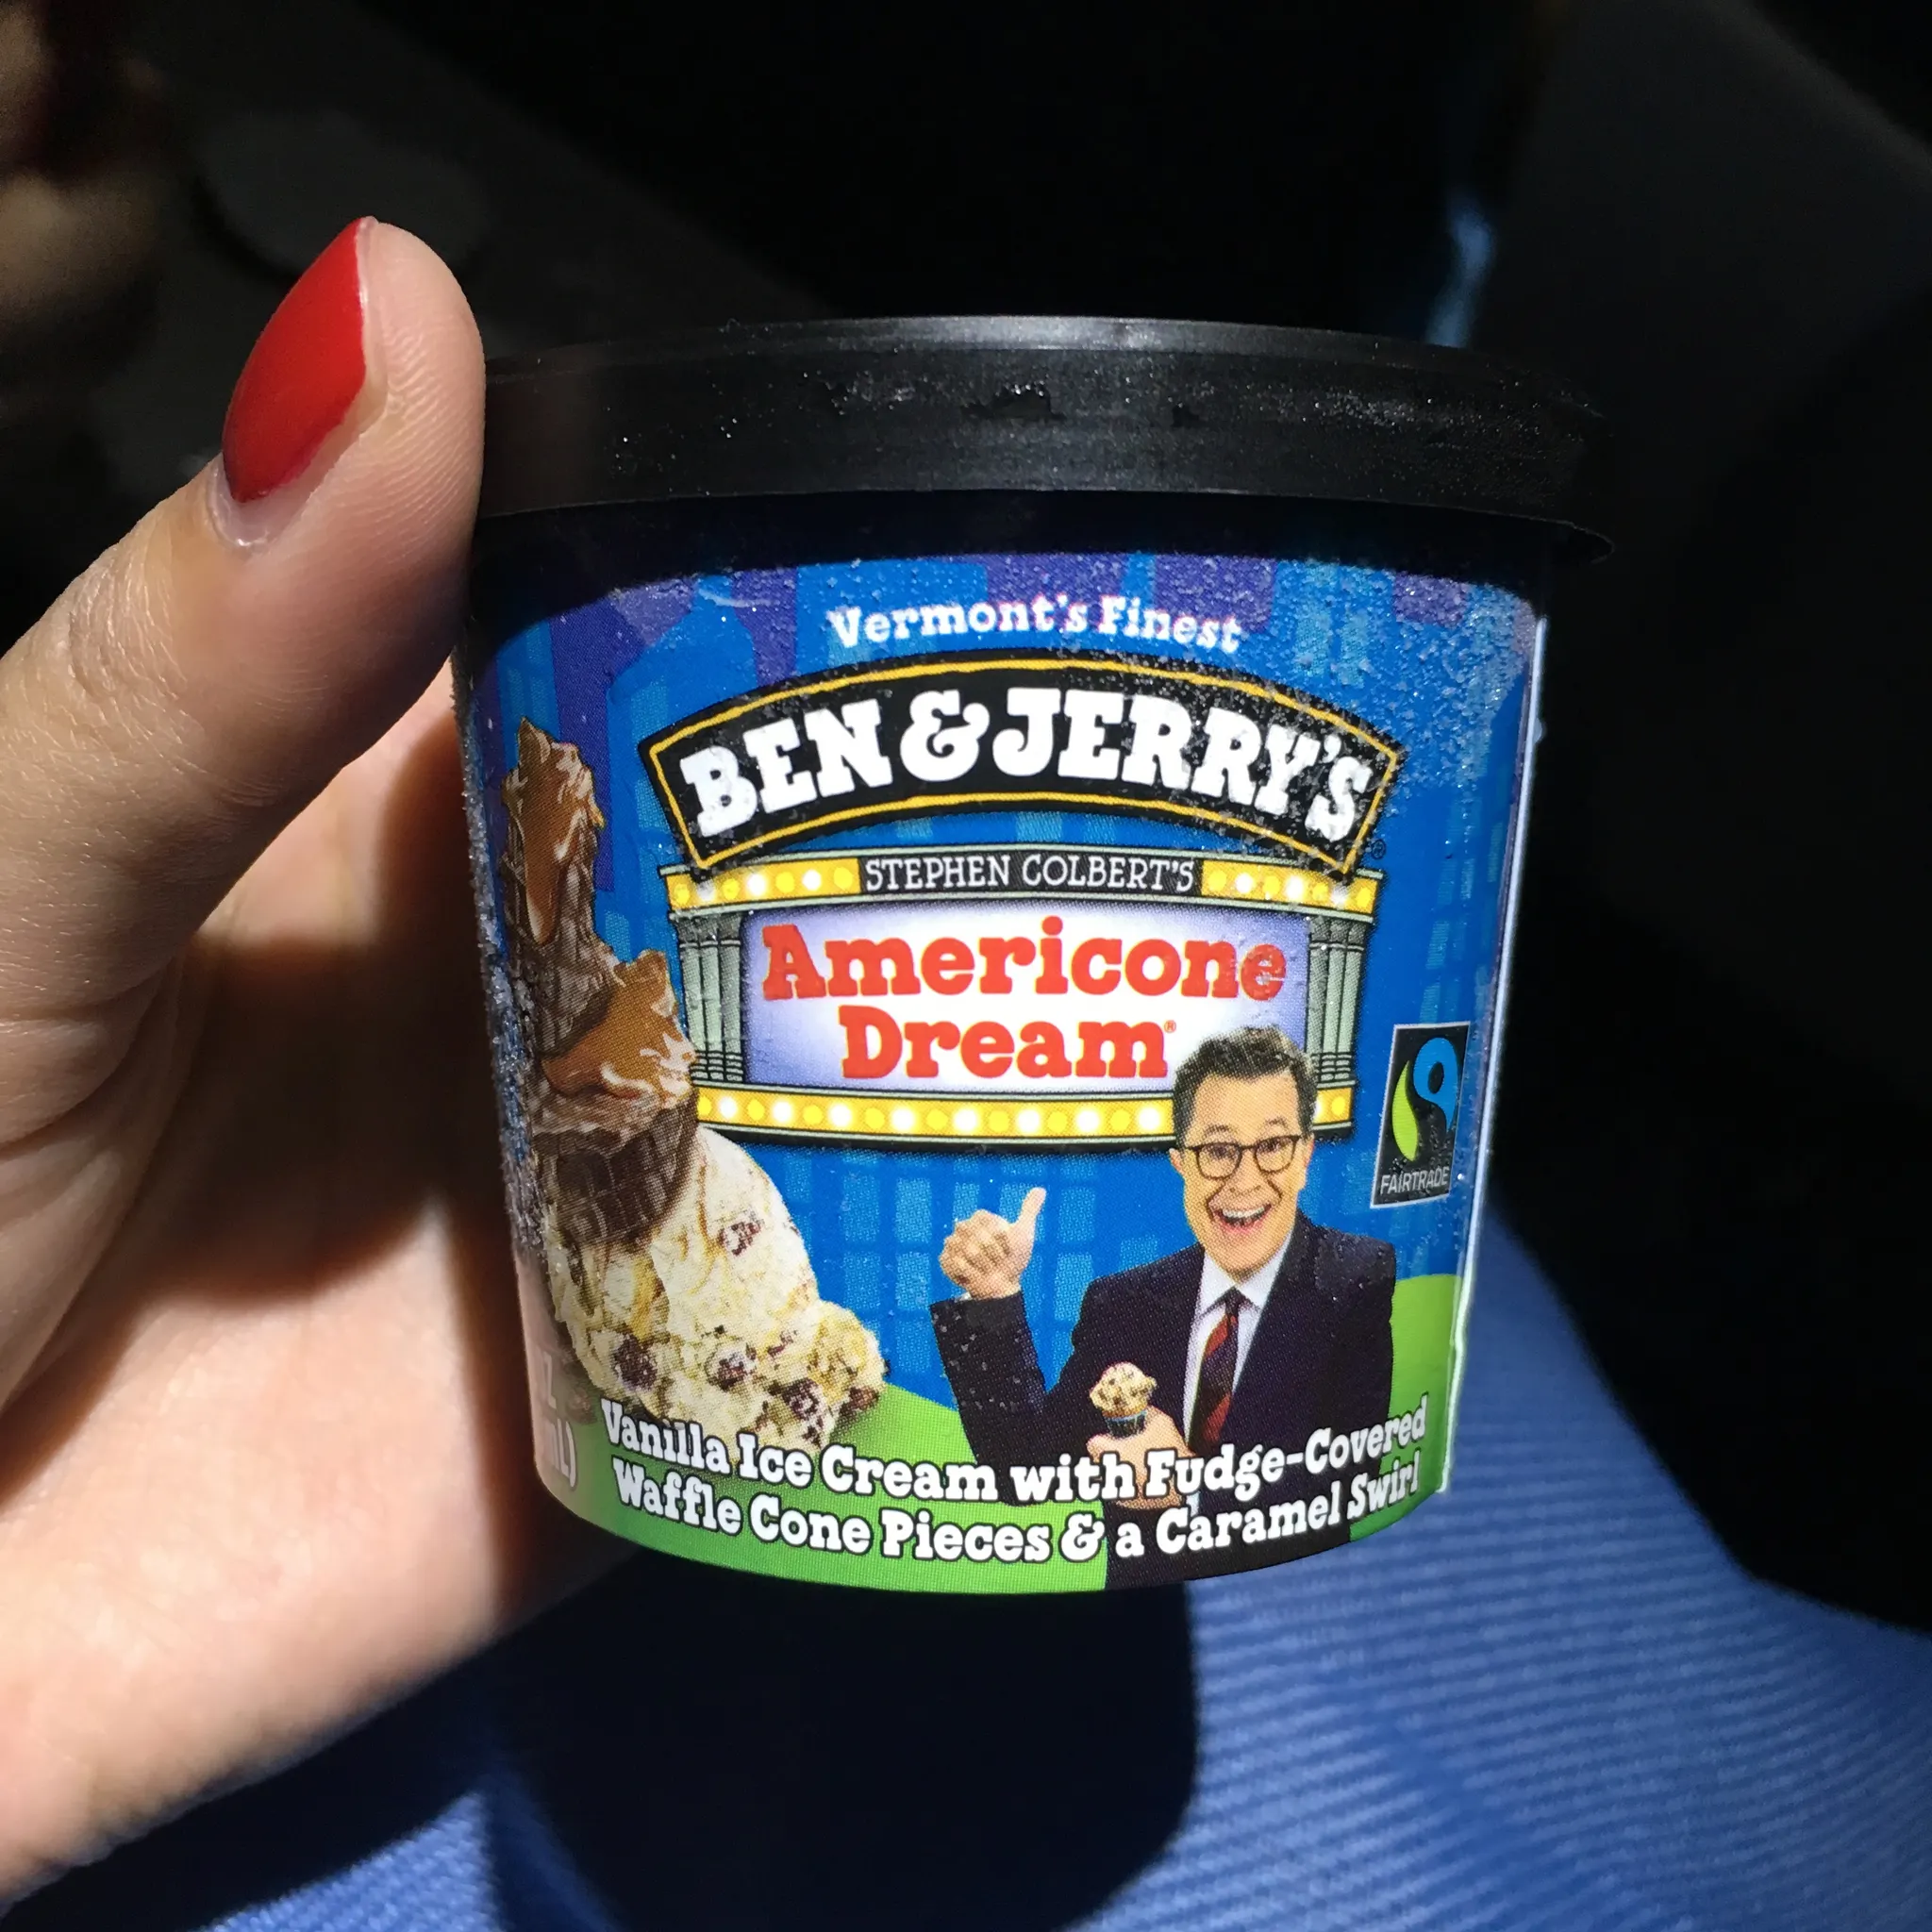 Vermont's Finest
BEN & JERRY'S®
STEPHEN COLBERT'S
Americone
Dream®
FAIRTRADE
Vanilla Ice Cream with Fudge-Covered
Waffle Cone Pieces & a Caramel Swirl